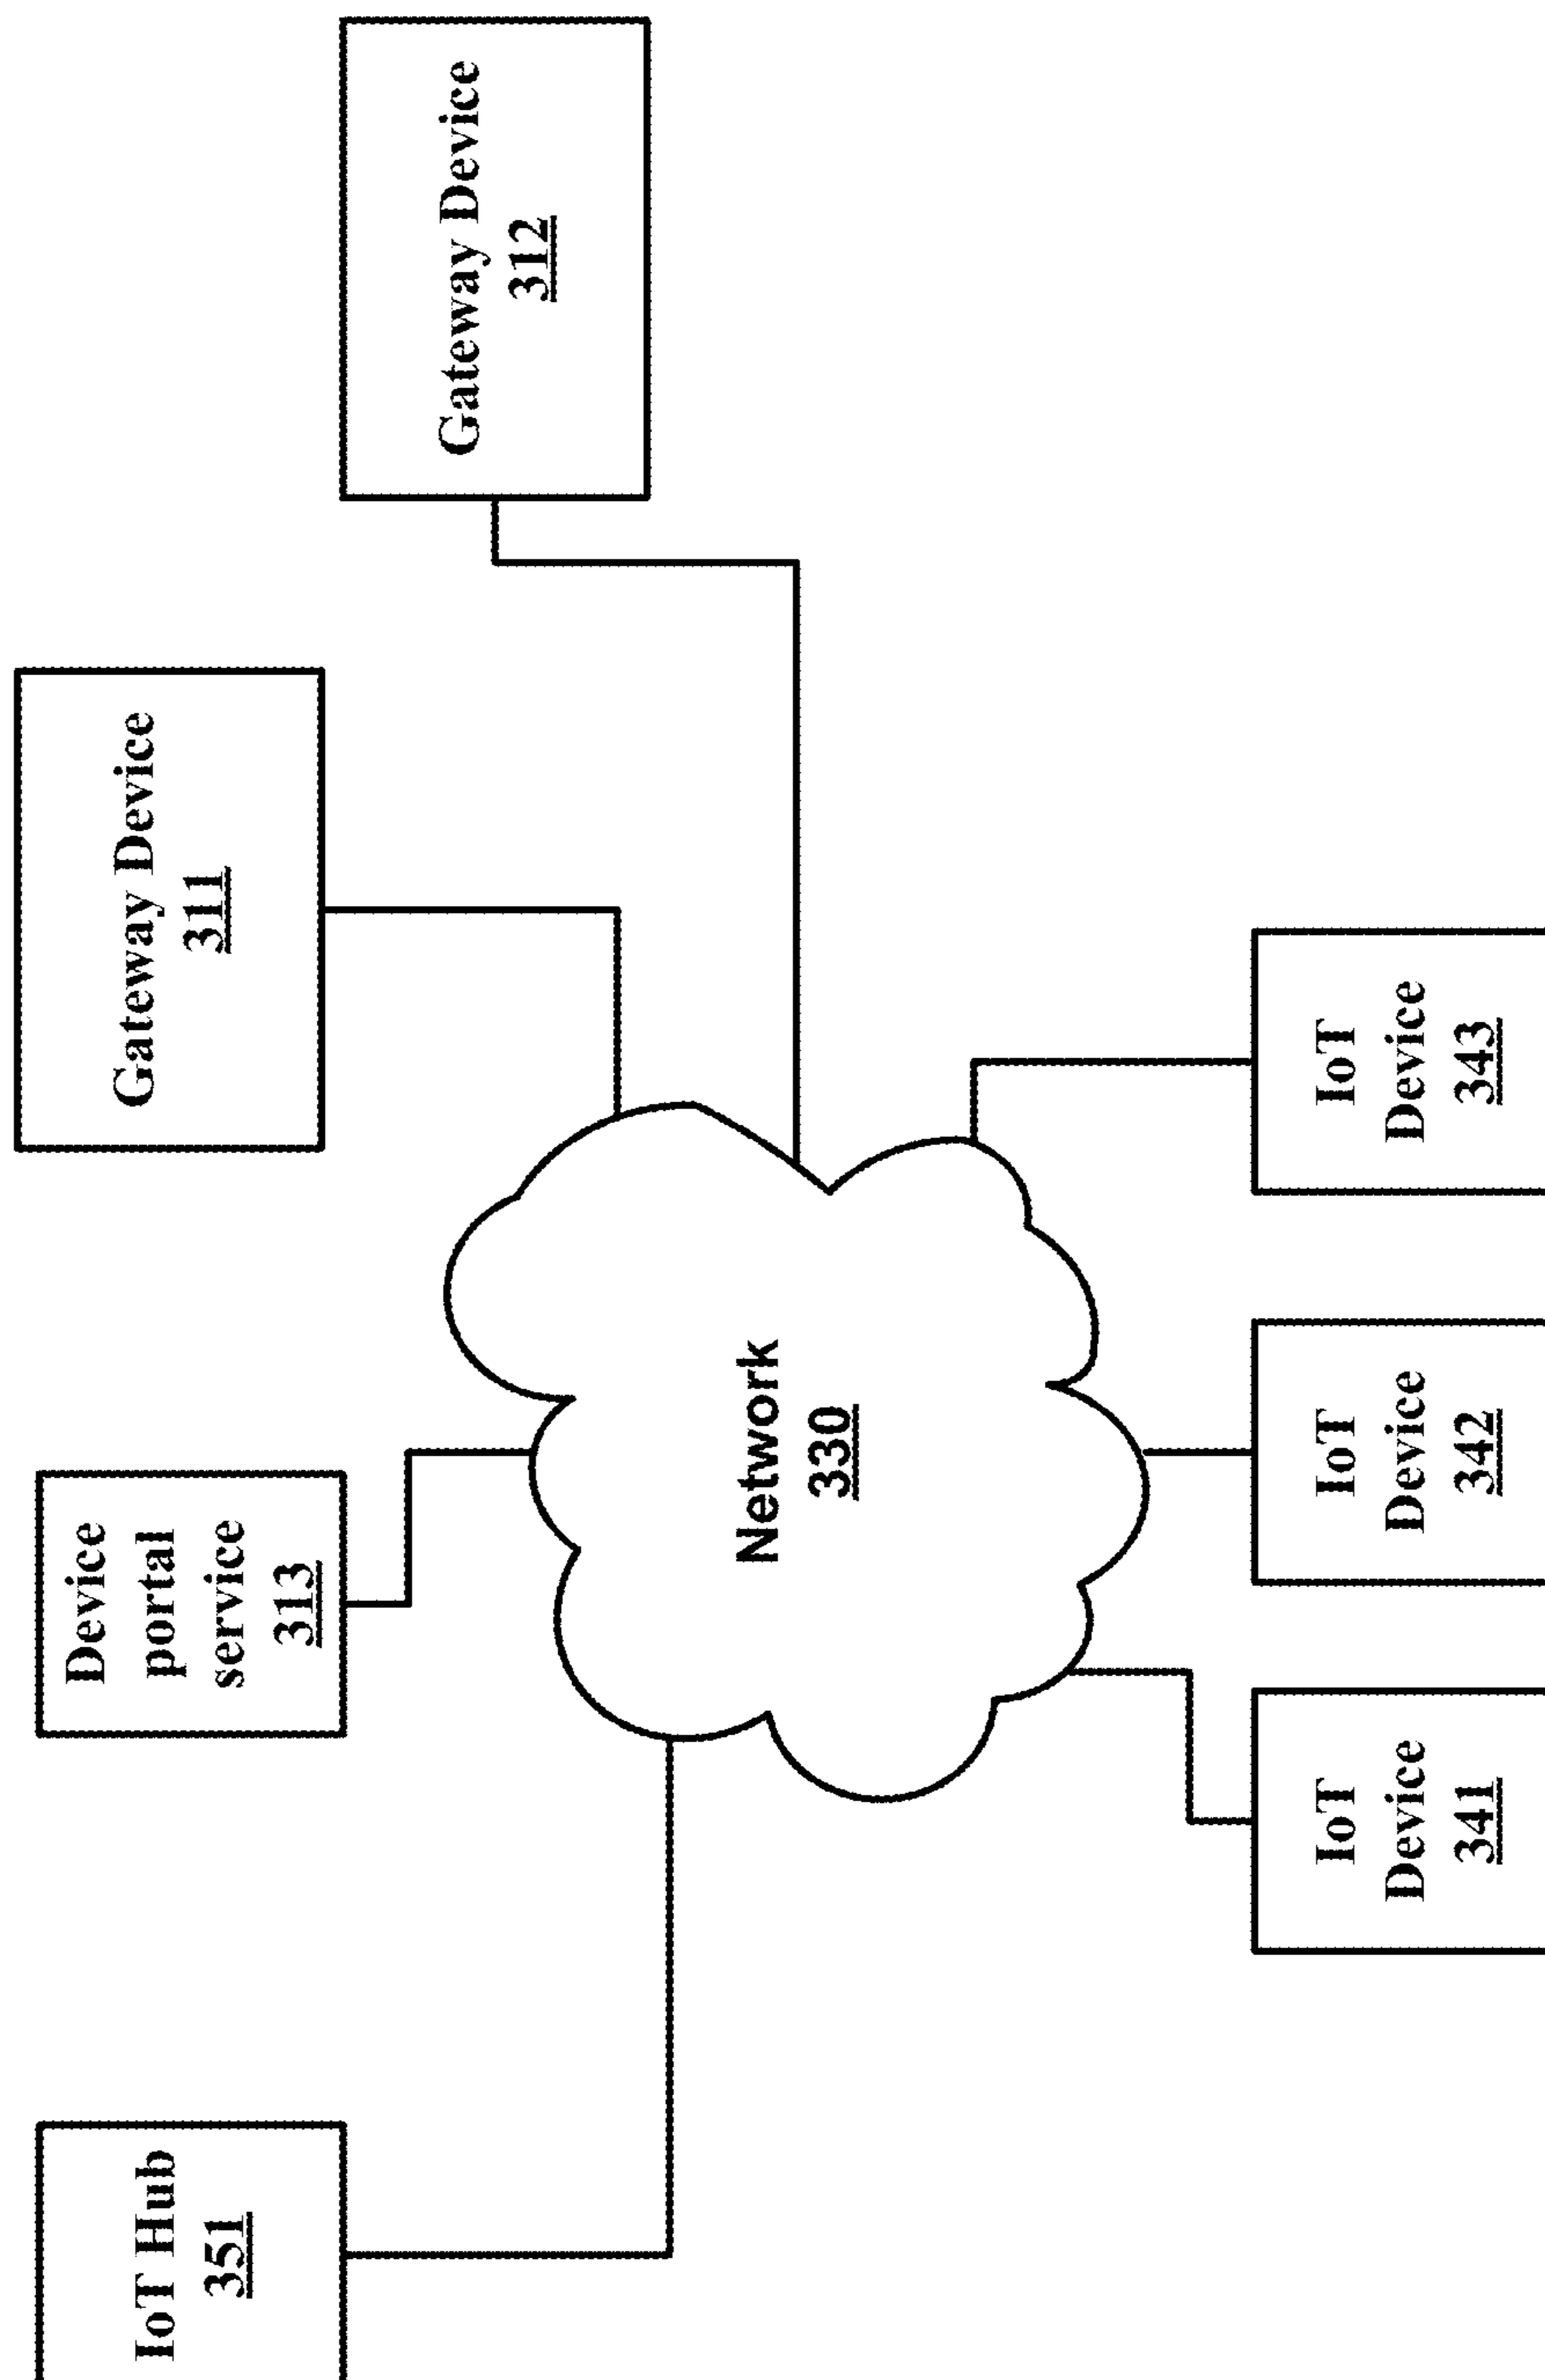 IoT Hub
351
Device
portal
service
313
Gateway Device
311
Gateway Device
312
Network
330
IoT
Device
341
IoT
Device
342
IoT
Device
343